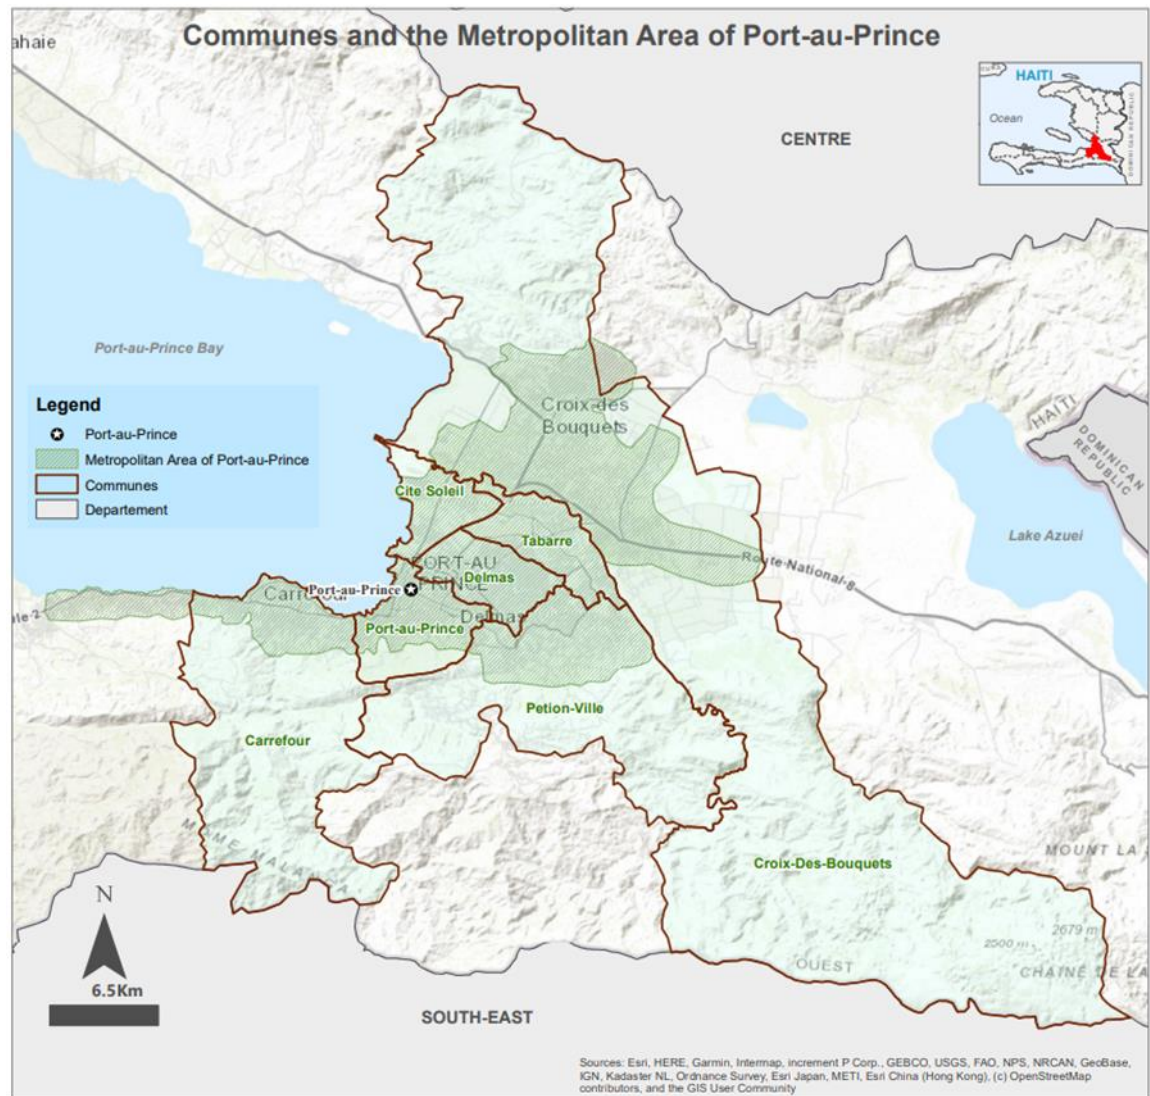 Communes and the Metropolitan Area of Port-au-Prince
ahaie
HAITI
Ocean
DOMINICAN REPUBLIC
CENTRE
Port-au-Prince Bay
Legend
Port-au-Prince
Metropolitan Area of Port-au-Prince
Communes
Departement
Croix-des
Bouquets
HAITI
DOMINICAN
REPUBLIC
Cite Soleil
Lake Azuei
Tabarre
Route National 8
PORT-AU
PRINCE
Delmas
Port-au-Prince
Delmas
Port-au-Prince
Petion-Ville
Carrefour
Croix-Des-Bouquets
MOUNT LA
2679 m
2500 m
OUEST
CHAINE DE LA
N
6.5Km
SOUTH-EAST
Sources: Esri, HERE, Garmin, Intermap, increment P Corp., GEBCO, USGS, FAO, NPS, NRCAN, GeoBase,
IGN, Kadaster NL, Ordnance Survey, Esri Japan, METI, Esri China (Hong Kong), (c) OpenStreetMap
contributors, and the GIS User Community